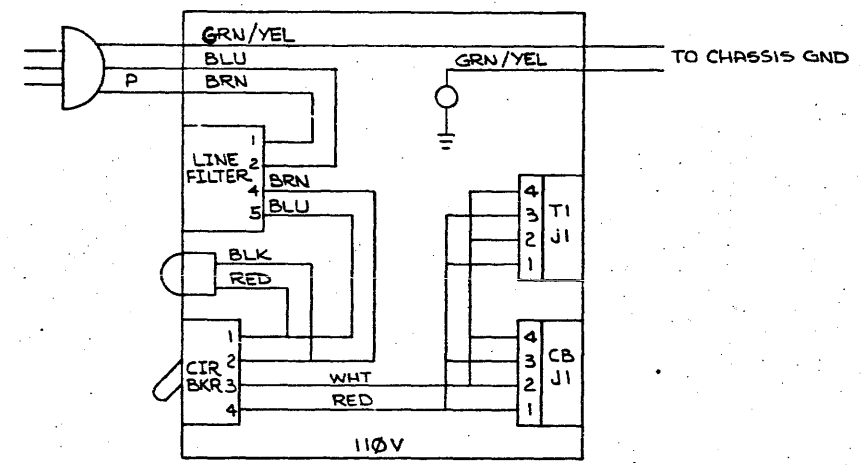 GRN/YEL
BLU
P BRN
GRN/YEL
TO CHASSIS GND
LINE FILTER
1
2
4 BRN
5 BLU
BLK
RED
CIR BKR
1
2
3 WHT
4 RED
4
3
2
1
T1
J1
4
3
2
1
CB
J1
110V